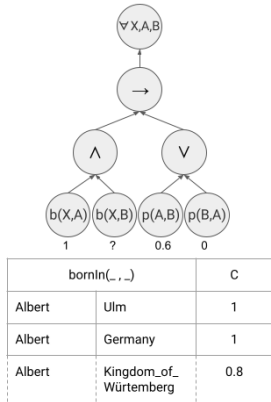 ∀X,A,B
→
∧
∨
b(X,A) b(X,B) p(A,B) p(B,A)
1 ? 0.6 0
bornIn(_ , _) C
Albert Ulm 1
Albert Germany 1
Albert Kingdom_of_ 0.8
Würtemberg